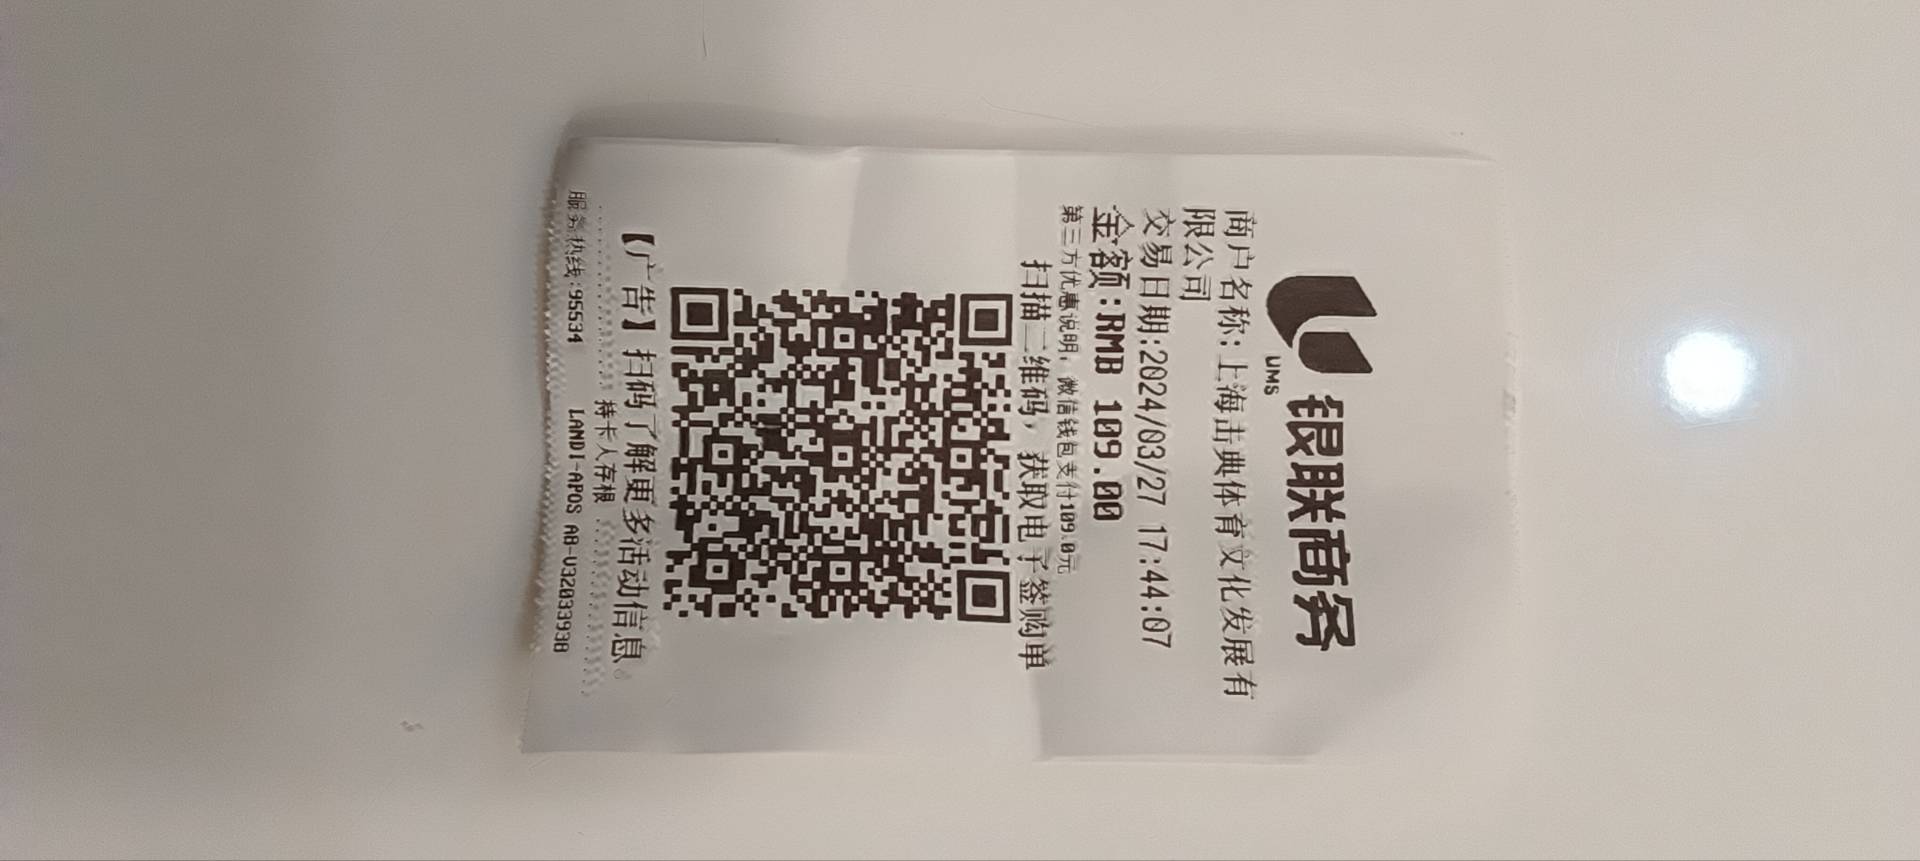 银联商务
UMS
商户名称:上海击典体育文化发展有
限公司
交易日期:2024/03/27 17:44:07
金额:RMB 109.00
第三方优惠说明，微信钱包支付109.0元
扫描二维码，获取电子签购单
【广告】扫码了解更多活动信息。
持卡人存根
服务热线:95534 LANDI-APOS A8-V3203393B